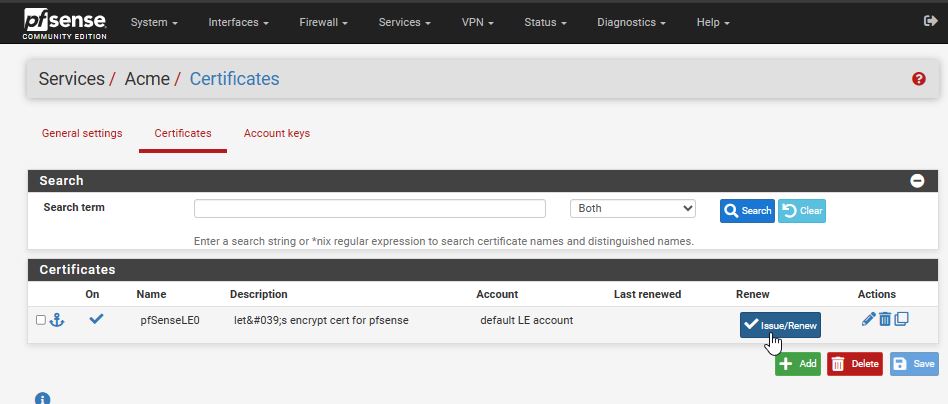 pfsense
COMMUNITY EDITION
System Interfaces Firewall Services VPN Status Diagnostics Help
Services / Acme / Certificates
General settings Certificates Account keys
Search
Search term Both Search Clear
Enter a search string or *nix regular expression to search certificate names and distinguished names.
Certificates
On Name Description Account Last renewed Renew Actions
pfSenseLE0 let&#039;s encrypt cert for pfsense default LE account Issue/Renew
Add Delete Save